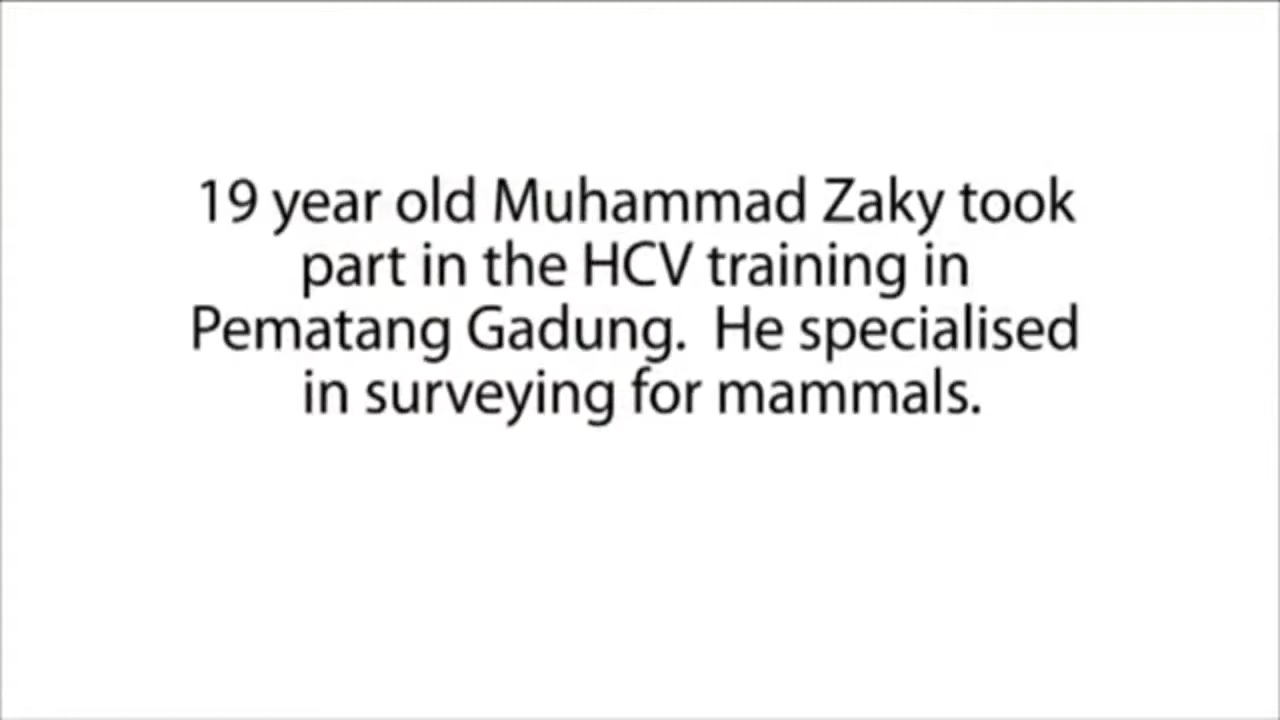 19 year old Muhammad Zaky took
part in the HCV training in
Pematang Gadung.  He specialised
in surveying for mammals.